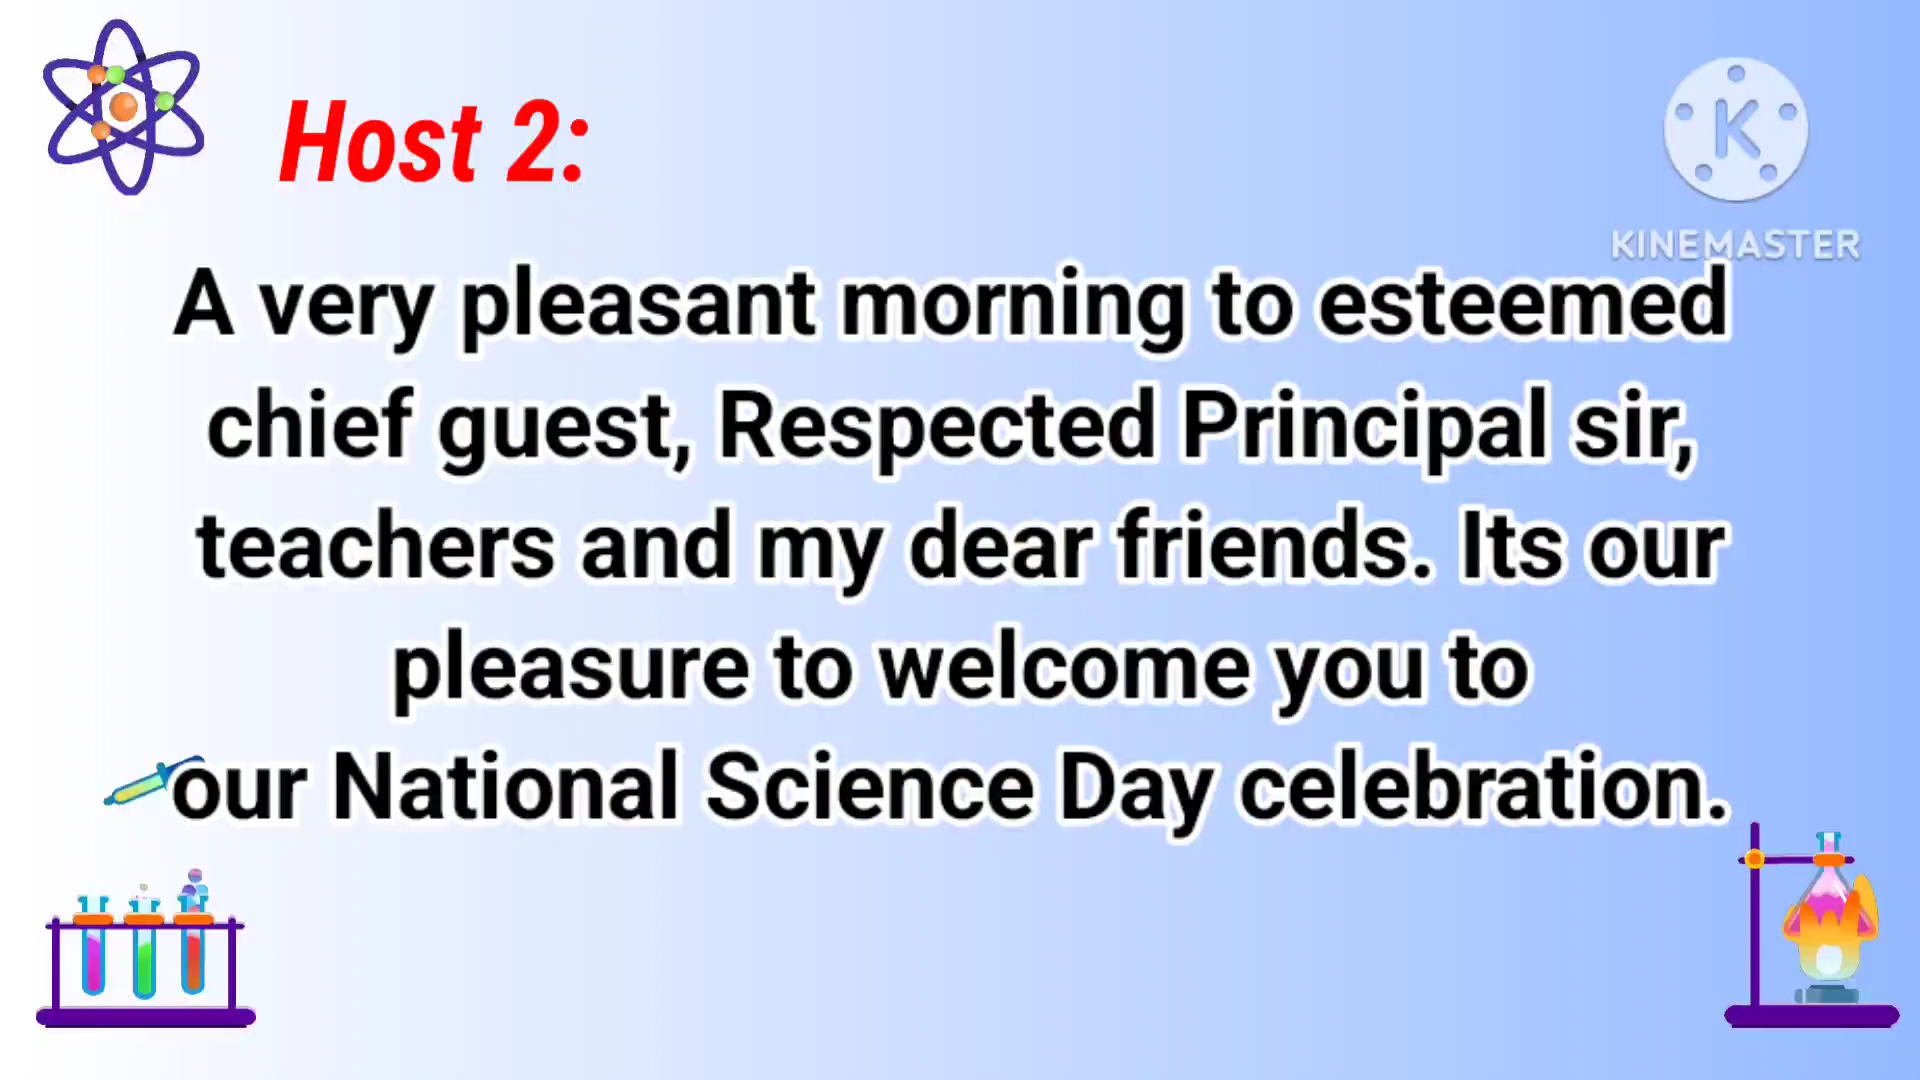 Host 2:
K
KINEMASTER
A very pleasant morning to esteemed
chief guest, Respected Principal sir,
teachers and my dear friends. Its our
pleasure to welcome you to
our National Science Day celebration.